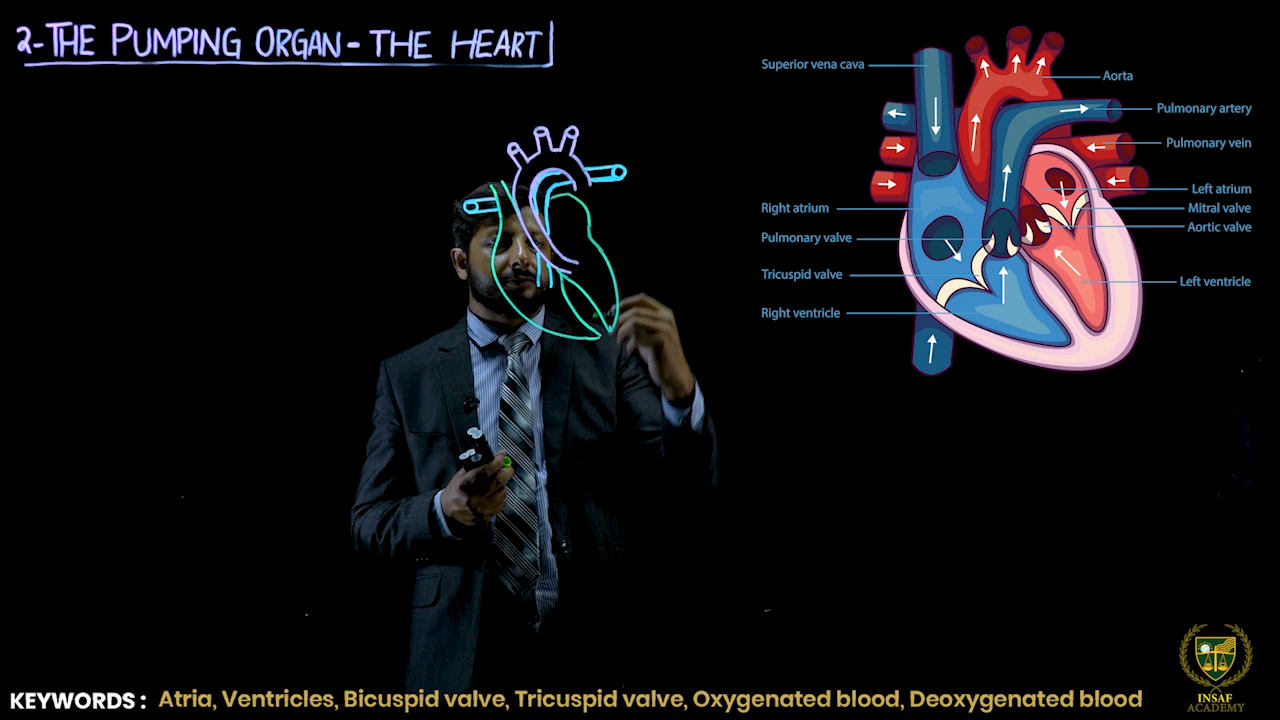 2-THE PUMPING ORGAN-THE HEART
Superior vena cava
Aorta
Pulmonary artery
Pulmonary vein
Left atrium
Right atrium
Mitral valve
Aortic valve
Pulmonary valve
Tricuspid valve
Left ventricle
Right ventricle
KEYWORDS : Atria, Ventricles, Bicuspid valve, Tricuspid valve, Oxygenated blood, Deoxygenated blood
INSAF
ACADEMY